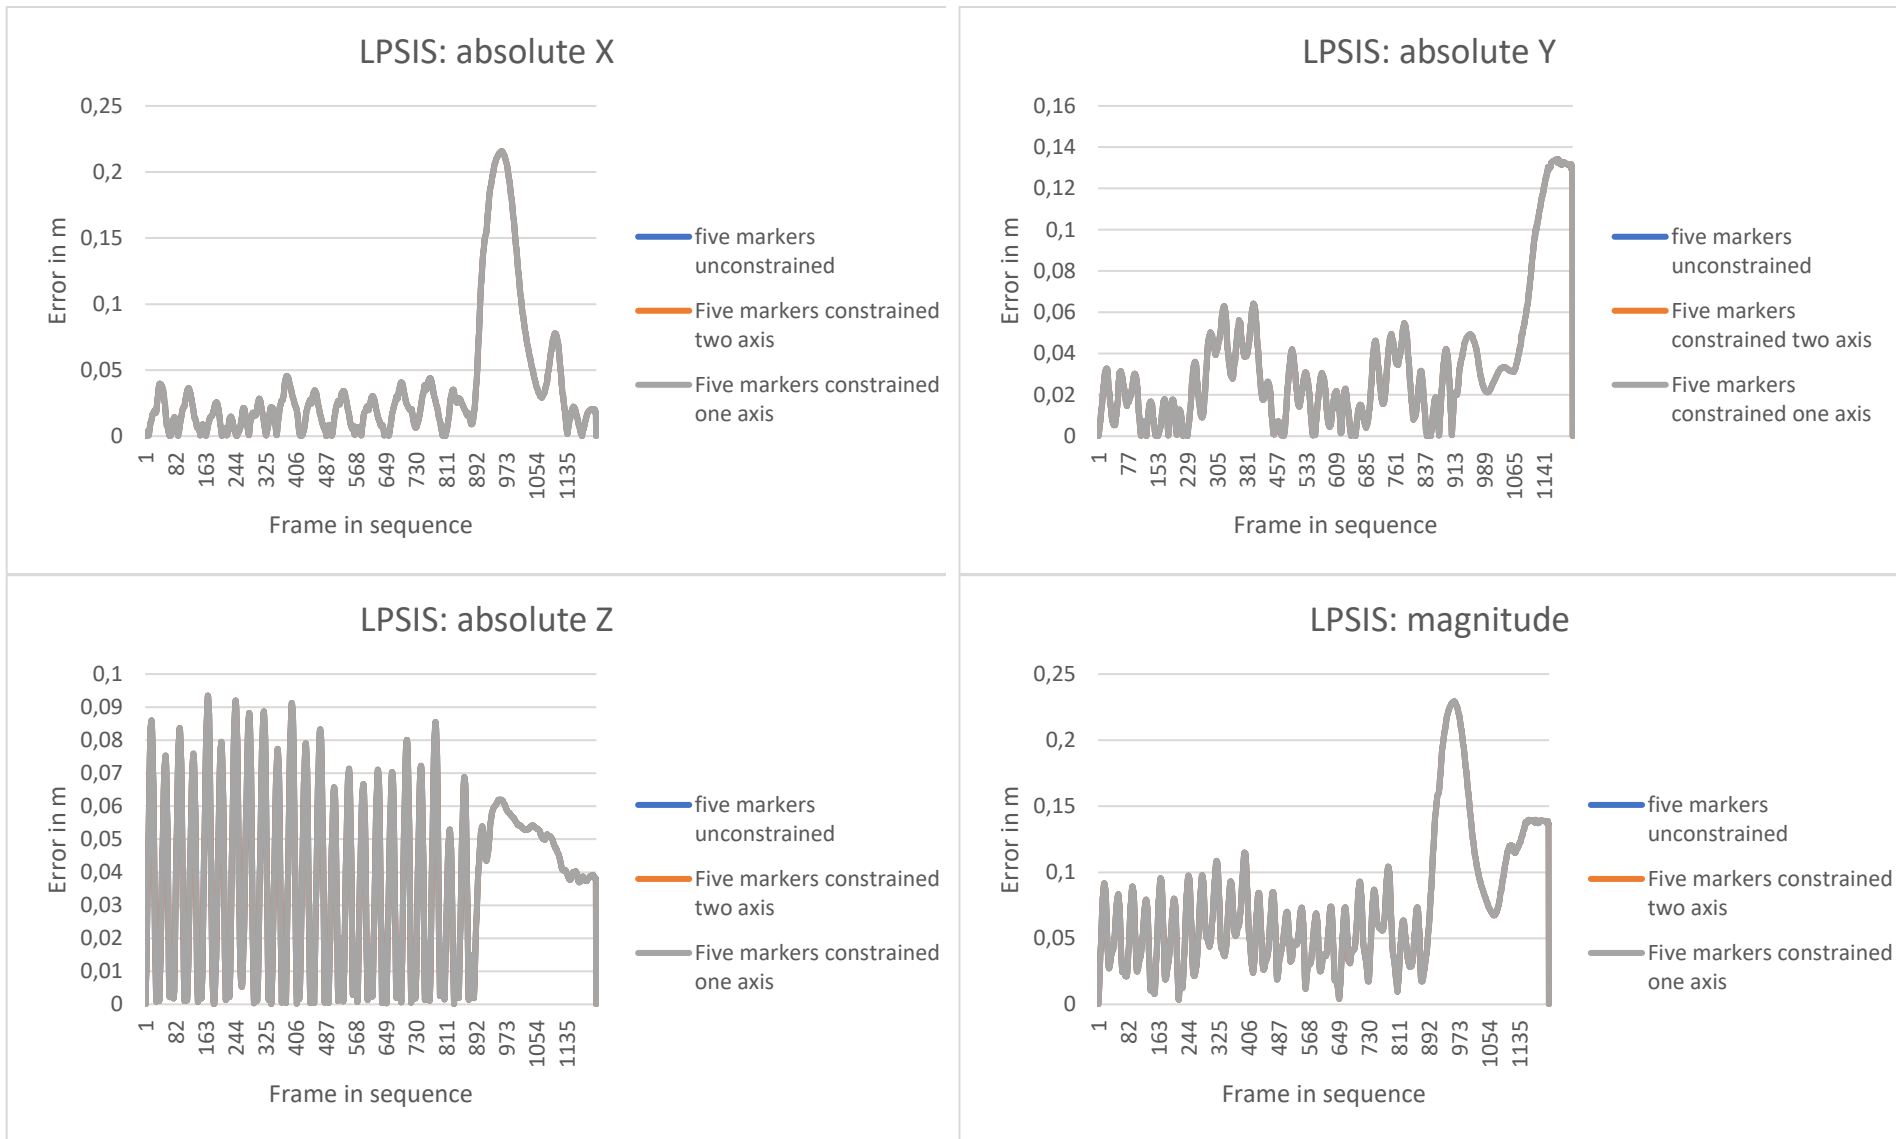 LPSIS: absolute X
0,25
0,2
0,15
0,1
0,05
0
Error in m
1
82
163
244
325
406
487
568
649
730
811
892
973
1054
1135
Frame in sequence
five markers
unconstrained
Five markers constrained
two axis
Five markers constrained
one axis
LPSIS: absolute Y
0,16
0,14
0,12
0,1
0,08
0,06
0,04
0,02
0
Error in m
1
77
153
229
305
381
457
533
609
685
761
837
913
989
1065
1141
Frame in sequence
five markers
unconstrained
Five markers
constrained two axis
Five markers
constrained one axis
LPSIS: absolute Z
0,1
0,09
0,08
0,07
0,06
0,05
0,04
0,03
0,02
0,01
0
Error in m
1
82
163
244
325
406
487
568
649
730
811
892
973
1054
1135
Frame in sequence
five markers
unconstrained
Five markers constrained
two axis
Five markers constrained
one axis
LPSIS: magnitude
0,25
0,2
0,15
0,1
0,05
0
Error in m
1
82
163
244
325
406
487
568
649
730
811
892
973
1054
1135
Frame in sequence
five markers
unconstrained
Five markers constrained
two axis
Five markers constrained
one axis